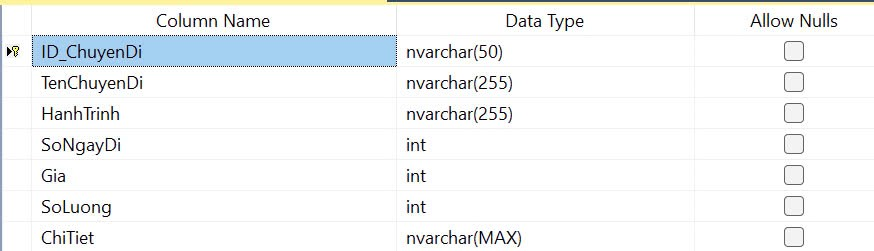 Column Name Data Type Allow Nulls
ID_ChuyenDi nvarchar(50)
TenChuyenDi nvarchar(255)
HanhTrinh nvarchar(255)
SoNgayDi int
Gia int
SoLuong int
ChiTiet nvarchar(MAX)